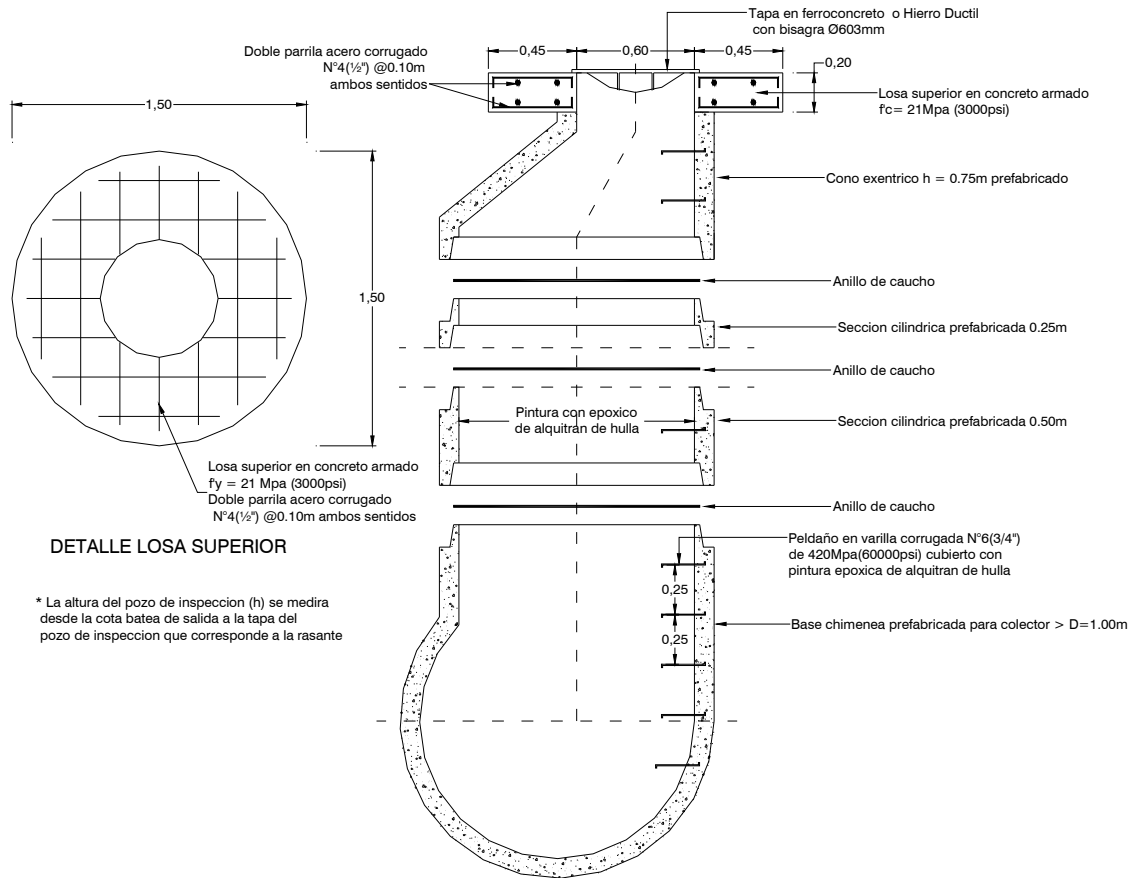 Tapa en ferroconcreto o Hierro Ductil
con bisagra Ø603mm
Doble parrila acero corrugado
N°4(½") @0.10m
ambos sentidos
0,45
0,60
0,45
0,20
Losa superior en concreto armado
f'c= 21Mpa (3000psi)
1,50
Cono exentrico h = 0.75m prefabricado
Anillo de caucho
1,50
Seccion cilindrica prefabricada 0.25m
Anillo de caucho
Pintura con epoxico
de alquitran de hulla
Seccion cilindrica prefabricada 0.50m
Losa superior en concreto armado
f'y = 21 Mpa (3000psi)
Doble parrila acero corrugado
N°4(½") @0.10m ambos sentidos
Anillo de caucho
DETALLE LOSA SUPERIOR
Peldaño en varilla corrugada N°6(3/4")
de 420Mpa(60000psi) cubierto con
pintura epoxica de alquitran de hulla
0,25
0,25
* La altura del pozo de inspeccion (h) se medira
desde la cota batea de salida a la tapa del
pozo de inspeccion que corresponde a la rasante
Base chimenea prefabricada para colector > D=1.00m